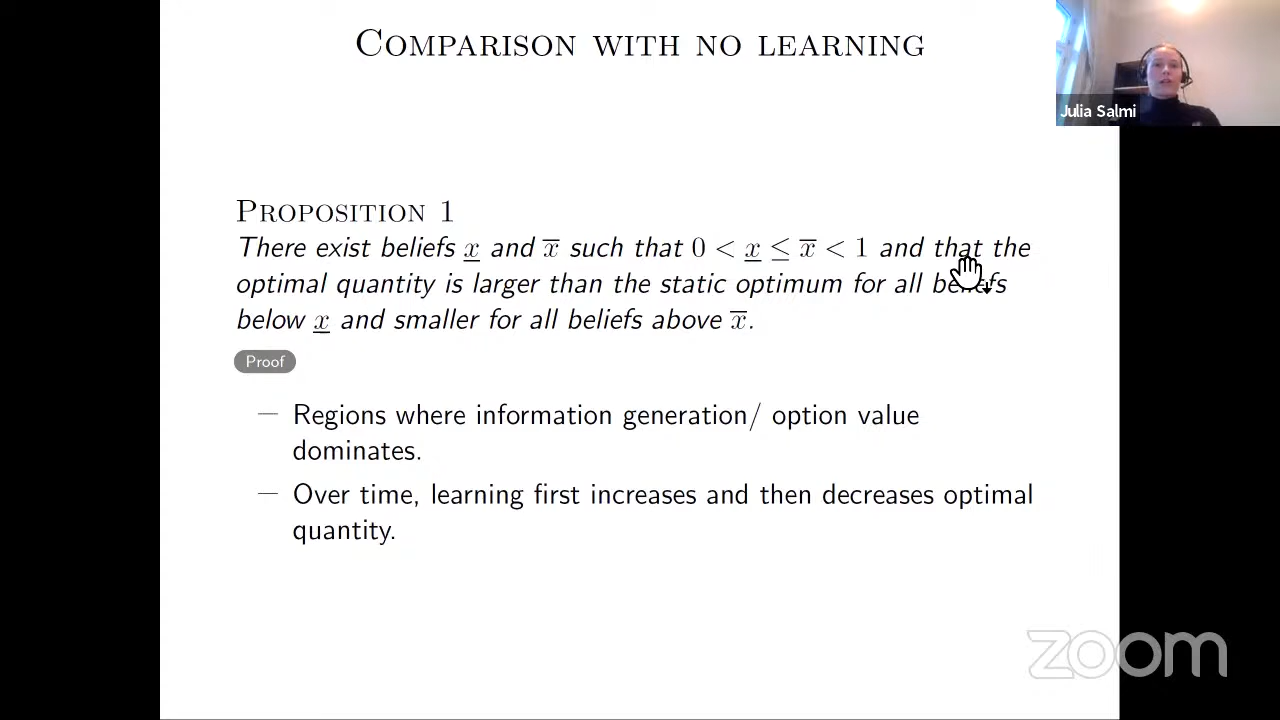 COMPARISON WITH NO LEARNING
Julia Salmi
PROPOSITION 1
There exist beliefs x̲ and x̅ such that 0 < x̲ ≤ x̅ < 1 and that the
optimal quantity is larger than the static optimum for all beliefs
below x̲ and smaller for all beliefs above x̅.
Proof
— Regions where information generation/ option value
dominates.
— Over time, learning first increases and then decreases optimal
quantity.
zoom